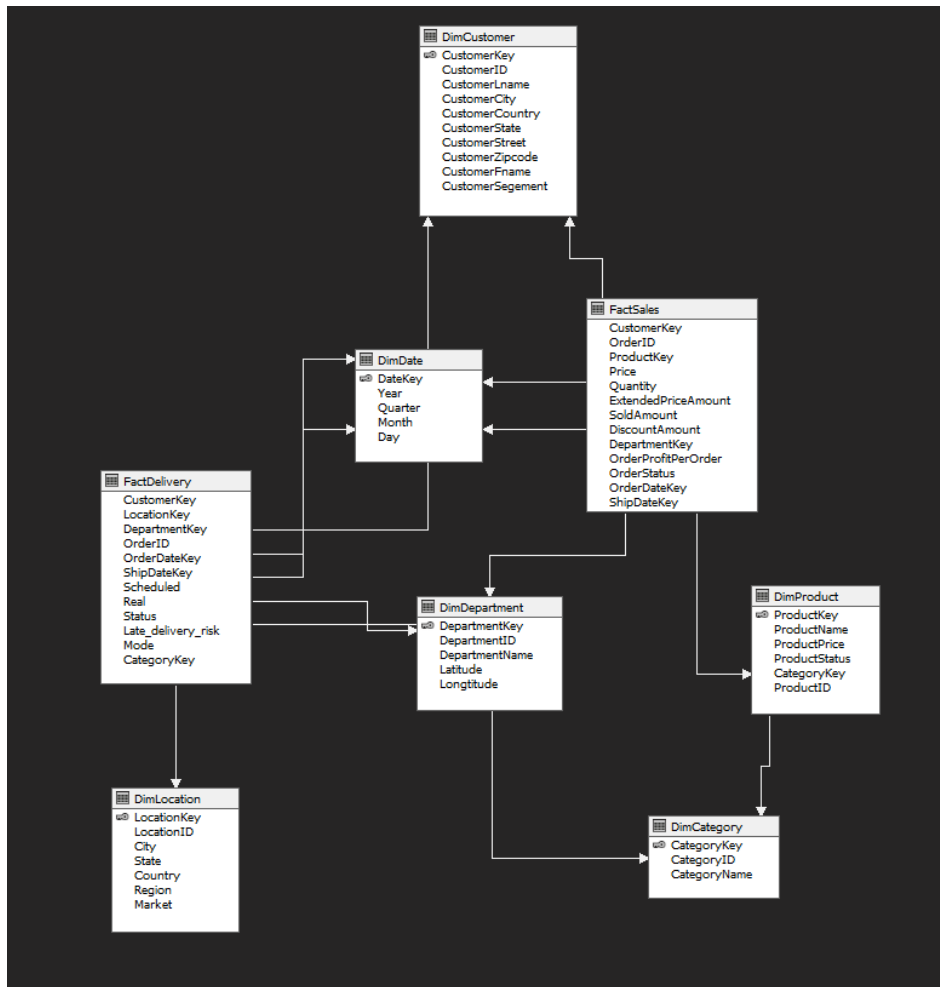 DimCustomer
CustomerKey
CustomerID
CustomerLname
CustomerCity
CustomerCountry
CustomerState
CustomerStreet
CustomerZipcode
CustomerFname
CustomerSegement
FactSales
CustomerKey
OrderID
ProductKey
Price
Quantity
ExtendedPriceAmount
SoldAmount
DiscountAmount
DepartmentKey
OrderProfitPerOrder
OrderStatus
OrderDateKey
ShipDateKey
DimDate
DateKey
Year
Quarter
Month
Day
FactDelivery
CustomerKey
LocationKey
DepartmentKey
OrderID
OrderDateKey
ShipDateKey
Scheduled
Real
Status
Late_delivery_risk
Mode
CategoryKey
DimDepartment
DepartmentKey
DepartmentID
DepartmentName
Latitude
Longtitude
DimProduct
ProductKey
ProductName
ProductPrice
ProductStatus
CategoryKey
ProductID
DimLocation
LocationKey
LocationID
City
State
Country
Region
Market
DimCategory
CategoryKey
CategoryID
CategoryName